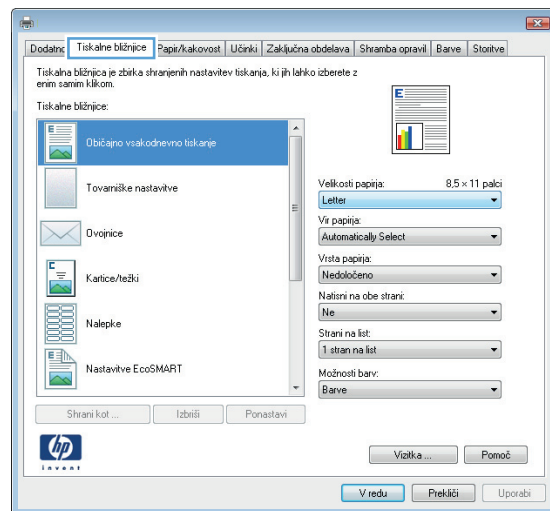 Dodatno Tiskalne bližnjice Papir/kakovost Učinki Zaključna obdelava Shramba opravil Barve Storitve
Tiskalna bližnjica je zbirka shranjenih nastavitev tiskanja, ki jih lahko izberete z
enim samim klikom.
Tiskalne bližnjice:
Običajno vsakodnevno tiskanje
Tovarniške nastavitve
Ovojnice
Kartice/težki
Nalepke
Nastavitve EcoSMART
Shrani kot ... Izbriši Ponastavi
E
Velikosti papirja: 8,5 × 11 palci
Letter
Vir papirja:
Automatically Select
Vrsta papirja:
Nedoločeno
Natisni na obe strani:
Ne
Strani na list:
1 stran na list
Možnosti barv:
Barve
hp
invent
Vizitka ... Pomoč
V redu Prekliči Uporabi